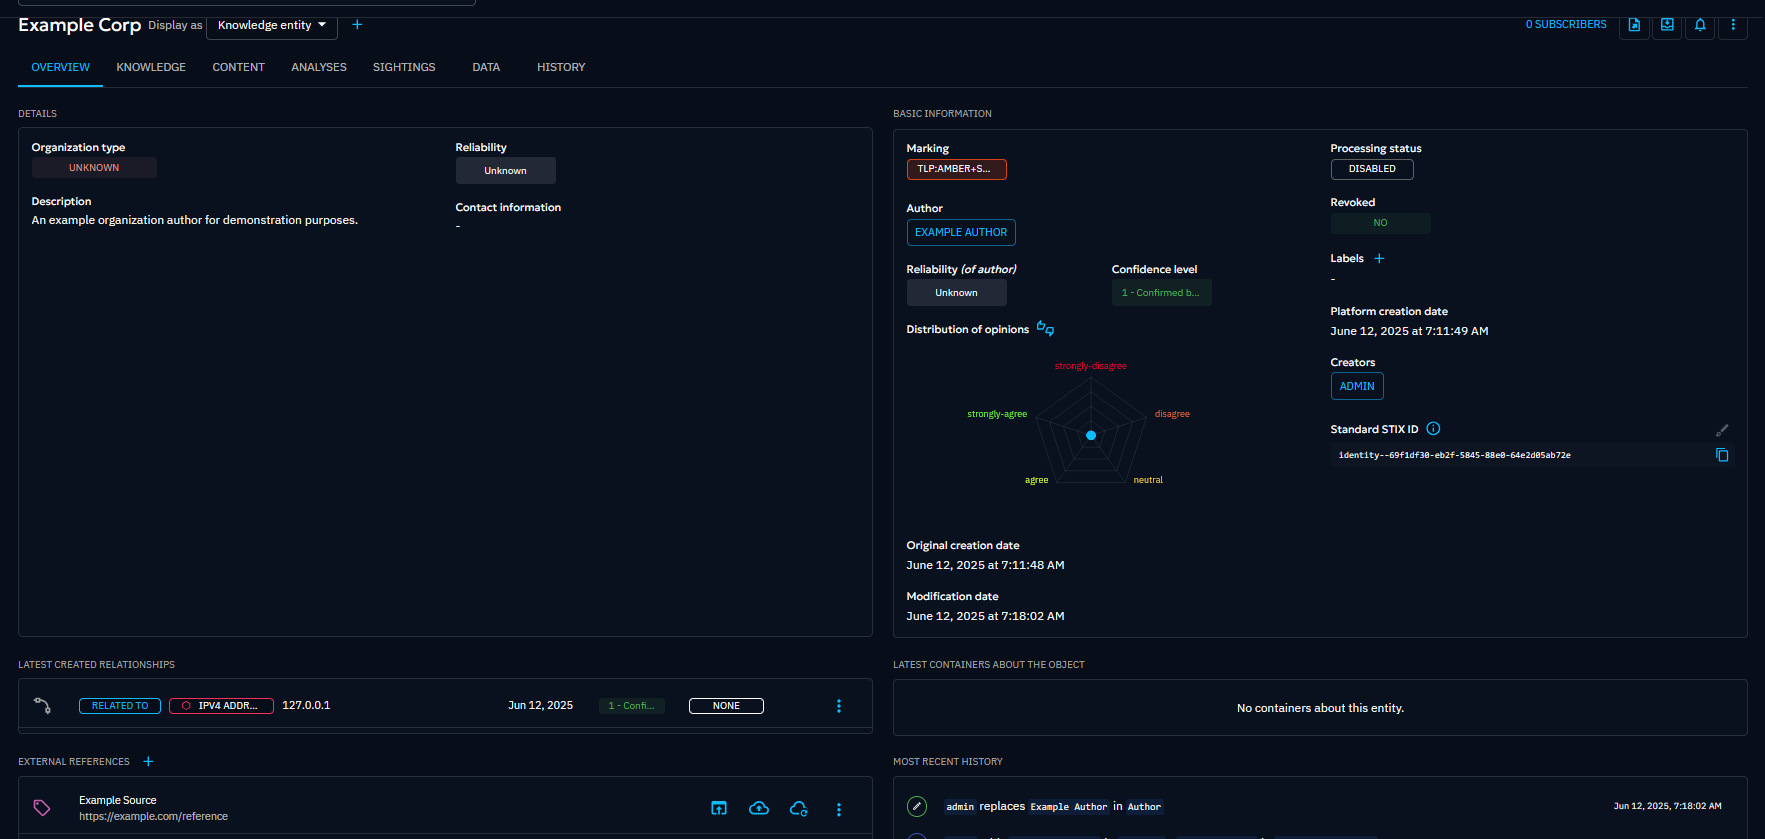 Example Corp Display as Knowledge entity
0 SUBSCRIBERS
OVERVIEW KNOWLEDGE CONTENT ANALYSES SIGHTINGS DATA HISTORY
DETAILS
Organization type
UNKNOWN
Reliability
Unknown
Description
An example organization author for demonstration purposes.
Contact information
-
BASIC INFORMATION
Marking
TLP:AMBER+S...
Processing status
DISABLED
Author
EXAMPLE AUTHOR
Revoked
NO
Reliability (of author)
Unknown
Confidence level
1 - Confirmed b...
Labels
-
Distribution of opinions
strongly-disagree
strongly-agree
disagree
agree
neutral
Platform creation date
June 12, 2025 at 7:11:49 AM
Creators
ADMIN
Standard STIX ID
identity--69f1df30-eb2f-5845-88e0-64e2d05ab72e
Original creation date
June 12, 2025 at 7:11:48 AM
Modification date
June 12, 2025 at 7:18:02 AM
LATEST CREATED RELATIONSHIPS
RELATED TO IPV4 ADDR... 127.0.0.1 Jun 12, 2025 1 - Confi... NONE
LATEST CONTAINERS ABOUT THE OBJECT
No containers about this entity.
EXTERNAL REFERENCES
Example Source
https://example.com/reference
MOST RECENT HISTORY
admin replaces Example Author in Author Jun 12, 2025, 7:18:02 AM